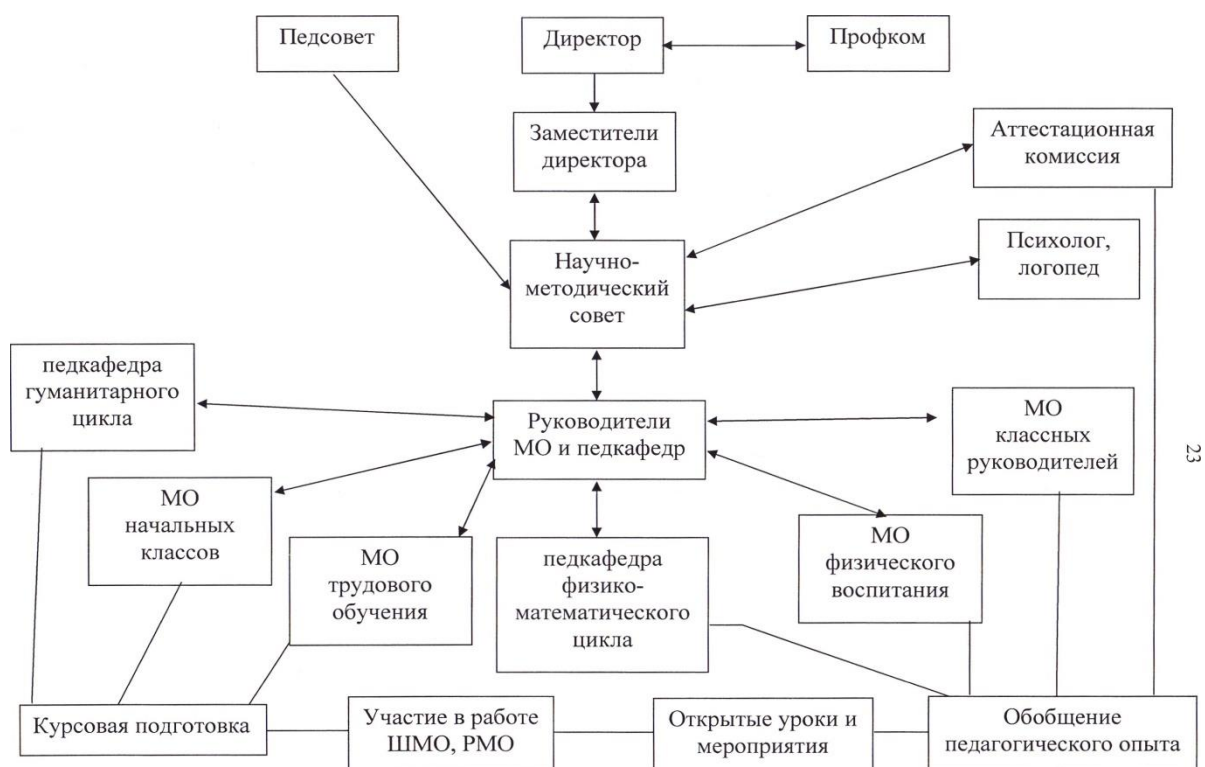 Педсовет
Директор
Профком
Заместители
директора
Аттестационная
комиссия
Научно-
методический
совет
Психолог,
логопед
педкафедра
гуманитарного
цикла
Руководители
МО и педкафедр
МО
классных
руководителей
23
МО
начальных
классов
МО
трудового
обучения
педкафедра
физико-
математического
цикла
МО
физического
воспитания
Курсовая подготовка
Участие в работе
ШМО, РМО
Открытые уроки и
мероприятия
Обобщение
педагогического опыта